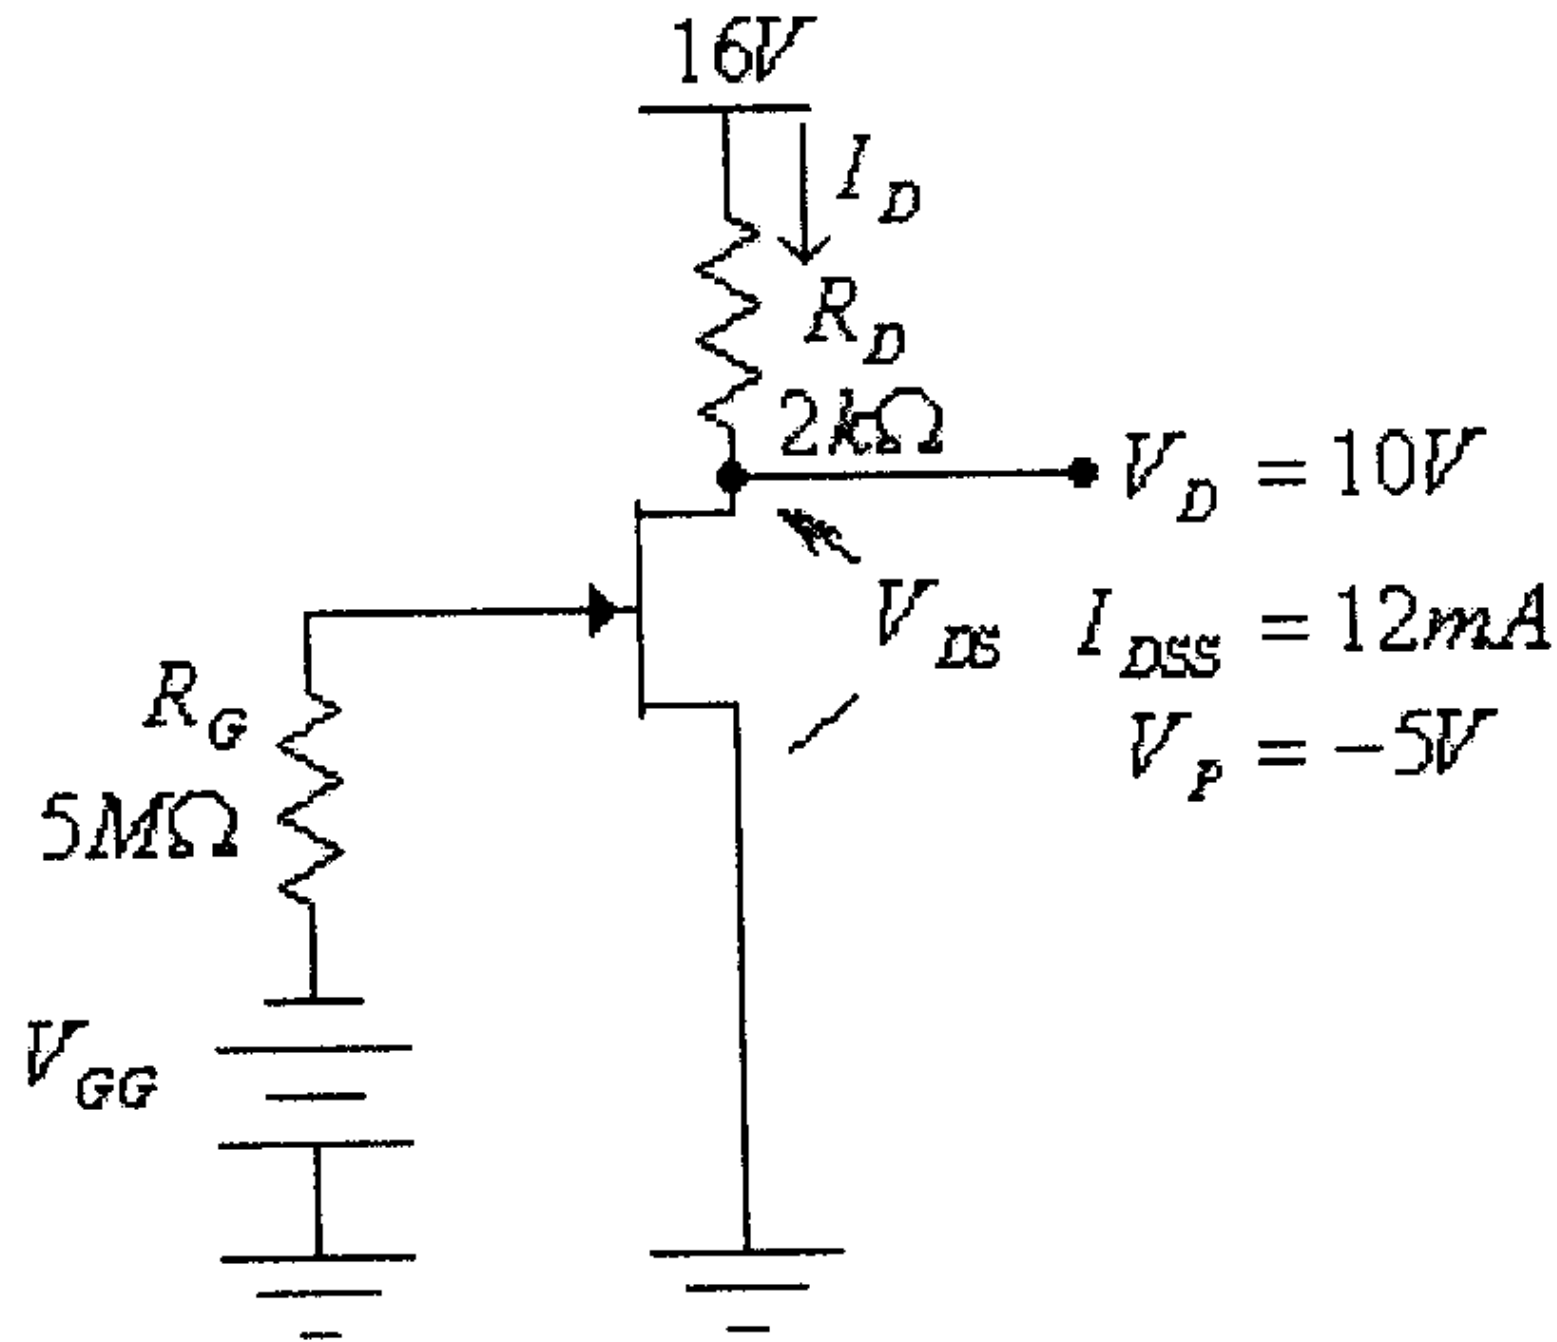 16V
I_D
R_D
2kΩ
V_D = 10V
V_DS
I_DSS = 12mA
V_P = -5V
R_G
5MΩ
V_GG